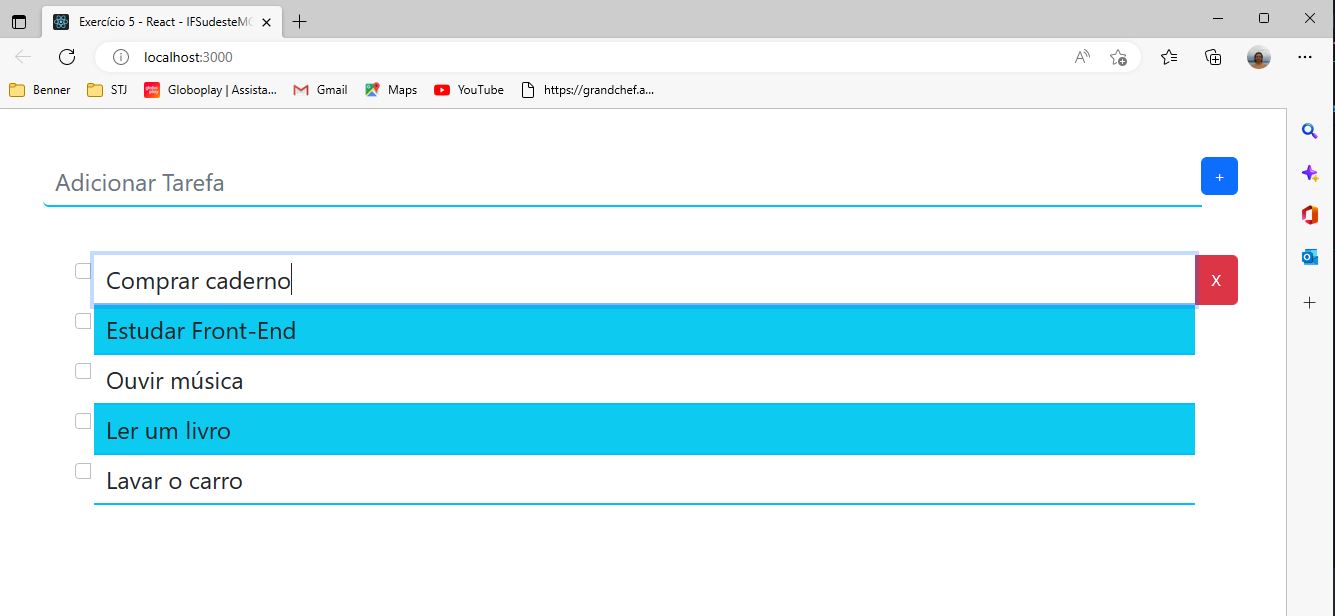 Exercício 5 - React - IFSudesteMG
localhost:3000
Benner STJ Globoplay | Assista... Gmail Maps YouTube https://grandchef.a...
Adicionar Tarefa +
Comprar caderno X
Estudar Front-End
Ouvir música
Ler um livro
Lavar o carro